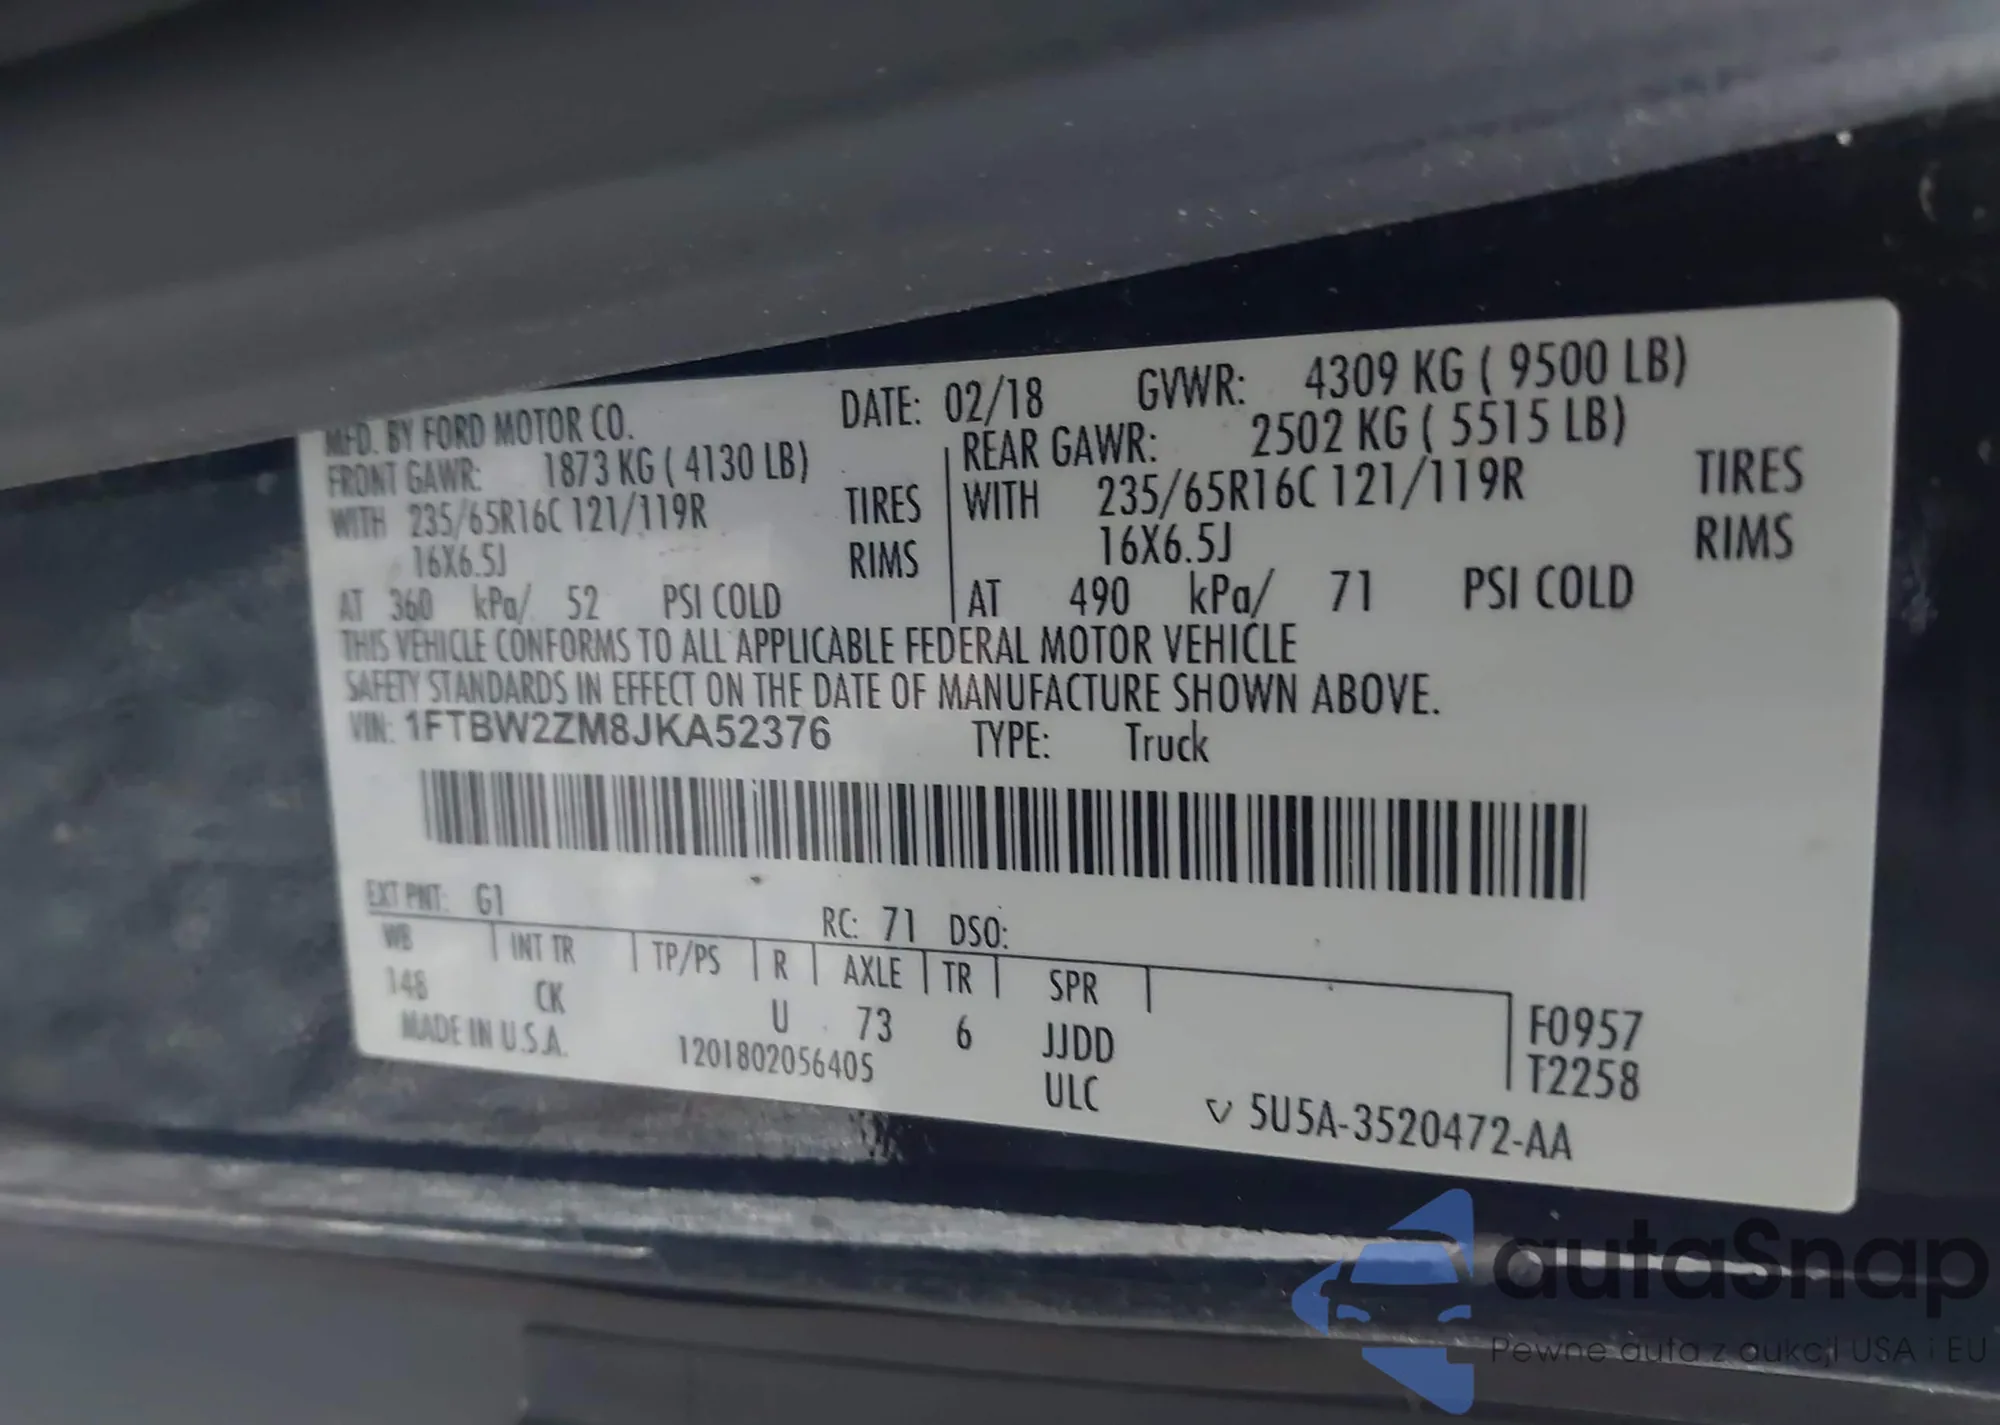 MFD. BY FORD MOTOR CO. DATE: 02/18 GVWR: 4309 KG ( 9500 LB)
FRONT GAWR: 1873 KG ( 4130 LB) REAR GAWR: 2502 KG ( 5515 LB)
WITH 235/65R16C 121/119R TIRES WITH 235/65R16C 121/119R TIRES
16X6.5J RIMS 16X6.5J RIMS
AT 360 kPa/ 52 PSI COLD AT 490 kPa/ 71 PSI COLD
THIS VEHICLE CONFORMS TO ALL APPLICABLE FEDERAL MOTOR VEHICLE
SAFETY STANDARDS IN EFFECT ON THE DATE OF MANUFACTURE SHOWN ABOVE.
VIN: 1FTBW2ZM8JKA52376 TYPE: Truck
EXT PNT: G1 RC: 71 DSO:
WB INT TR TP/PS R AXLE TR SPR
148 CK U 73 6 JJDD F0957
MADE IN U.S.A. 1201802056405 ULC T2258
V 5U5A-3520472-AA
autaSnap
Pewne auta z aukcji USA i EU